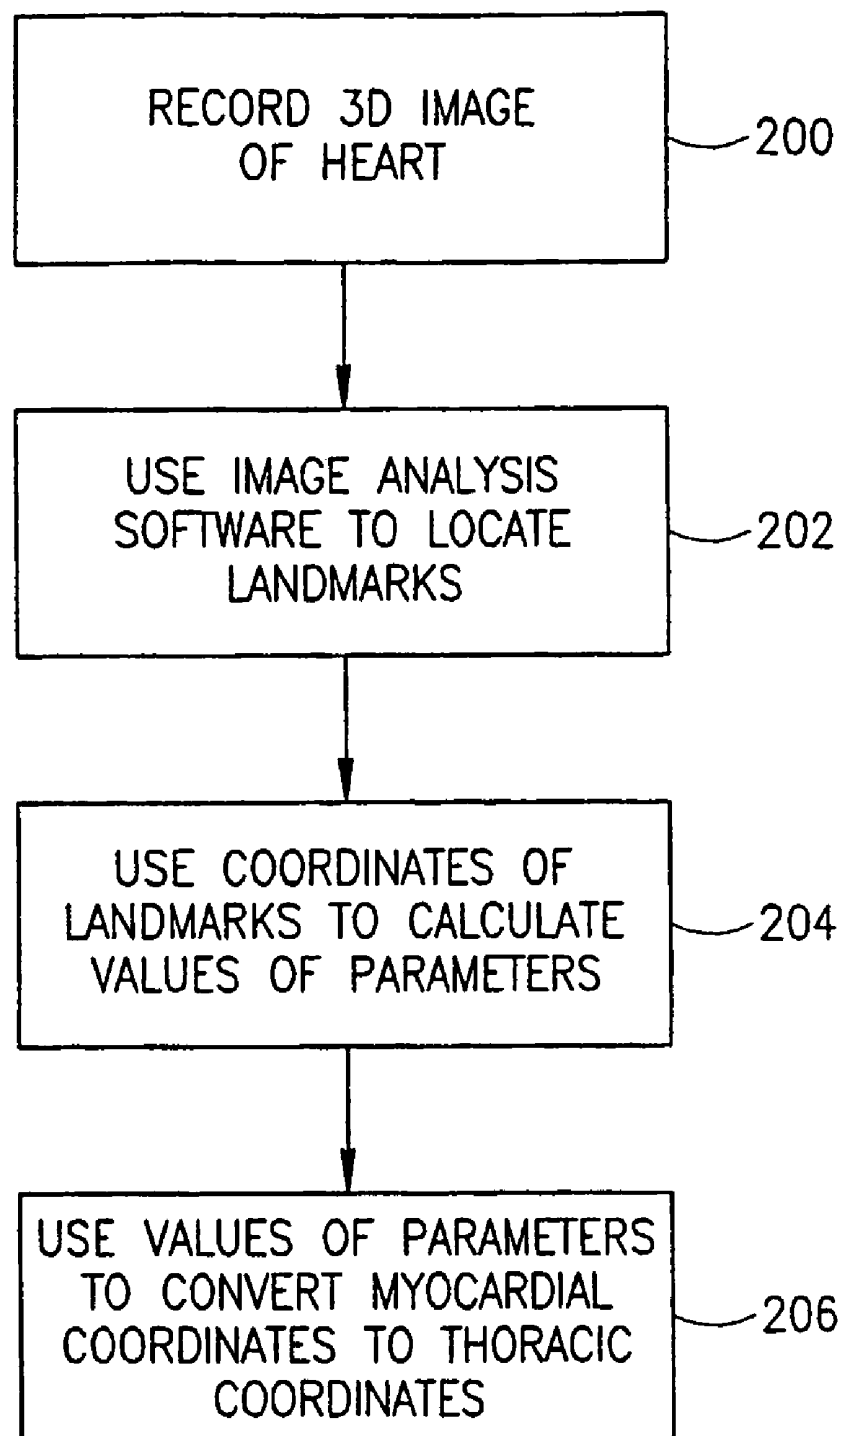 RECORD 3D IMAGE
OF HEART
200
USE IMAGE ANALYSIS
SOFTWARE TO LOCATE
LANDMARKS
202
USE COORDINATES OF
LANDMARKS TO CALCULATE
VALUES OF PARAMETERS
204
USE VALUES OF PARAMETERS
TO CONVERT MYOCARDIAL
COORDINATES TO THORACIC
COORDINATES
206